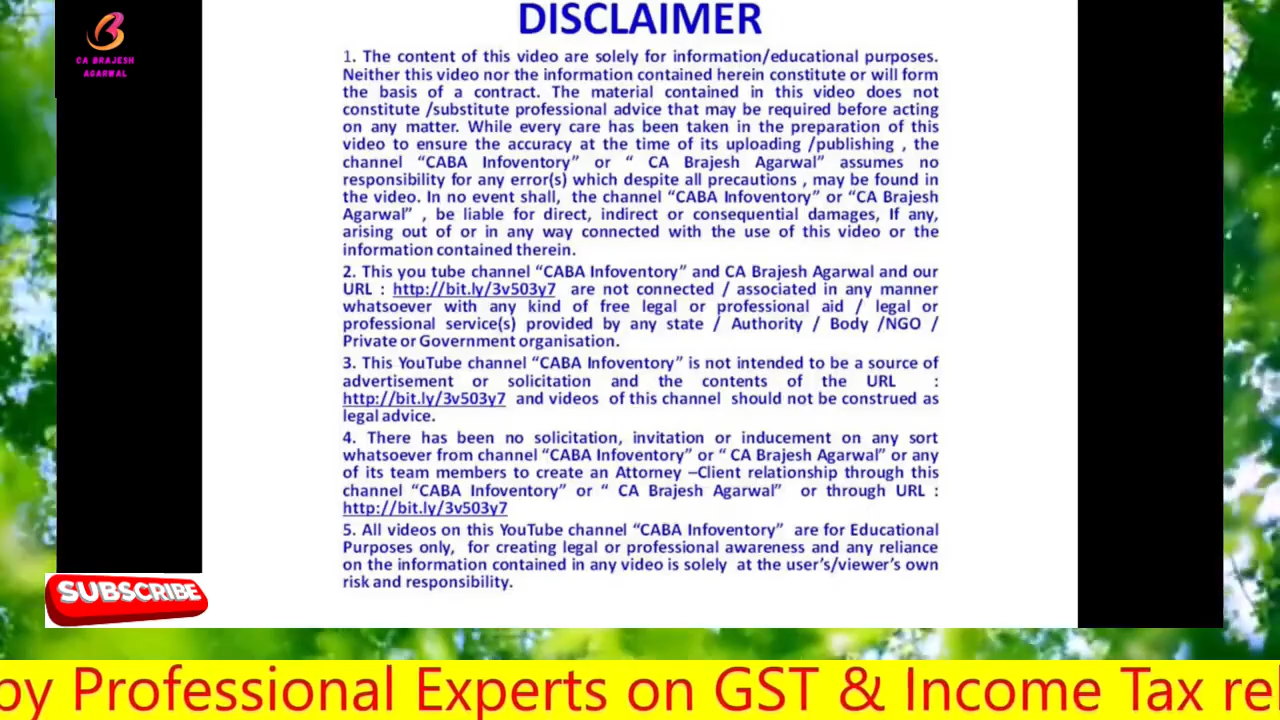 CA BRAJESH
AGARWAL
DISCLAIMER
1. The content of this video are solely for information/educational purposes.
Neither this video nor the information contained herein constitute or will form
the basis of a contract. The material contained in this video does not
constitute /substitute professional advice that may be required before acting
on any matter. While every care has been taken in the preparation of this
video to ensure the accuracy at the time of its uploading /publishing , the
channel “CABA Infoventory” or “ CA Brajesh Agarwal” assumes no
responsibility for any error(s) which despite all precautions , may be found in
the video. In no event shall, the channel “CABA Infoventory” or “CA Brajesh
Agarwal” , be liable for direct, indirect or consequential damages, If any,
arising out of or in any way connected with the use of this video or the
information contained therein.
2. This you tube channel “CABA Infoventory” and CA Brajesh Agarwal and our
URL : http://bit.ly/3v503y7 are not connected / associated in any manner
whatsoever with any kind of free legal or professional aid / legal or
professional service(s) provided by any state / Authority / Body /NGO /
Private or Government organisation.
3. This YouTube channel “CABA Infoventory” is not intended to be a source of
advertisement or solicitation and the contents of the URL :
http://bit.ly/3v503y7 and videos of this channel should not be construed as
legal advice.
4. There has been no solicitation, invitation or inducement on any sort
whatsoever from channel “CABA Infoventory” or “ CA Brajesh Agarwal” or any
of its team members to create an Attorney –Client relationship through this
channel “CABA Infoventory” or “ CA Brajesh Agarwal” or through URL :
http://bit.ly/3v503y7
5. All videos on this YouTube channel “CABA Infoventory” are for Educational
Purposes only, for creating legal or professional awareness and any reliance
on the information contained in any video is solely at the user’s/viewer’s own
risk and responsibility.
SUBSCRIBE
by Professional Experts on GST & Income Tax rel